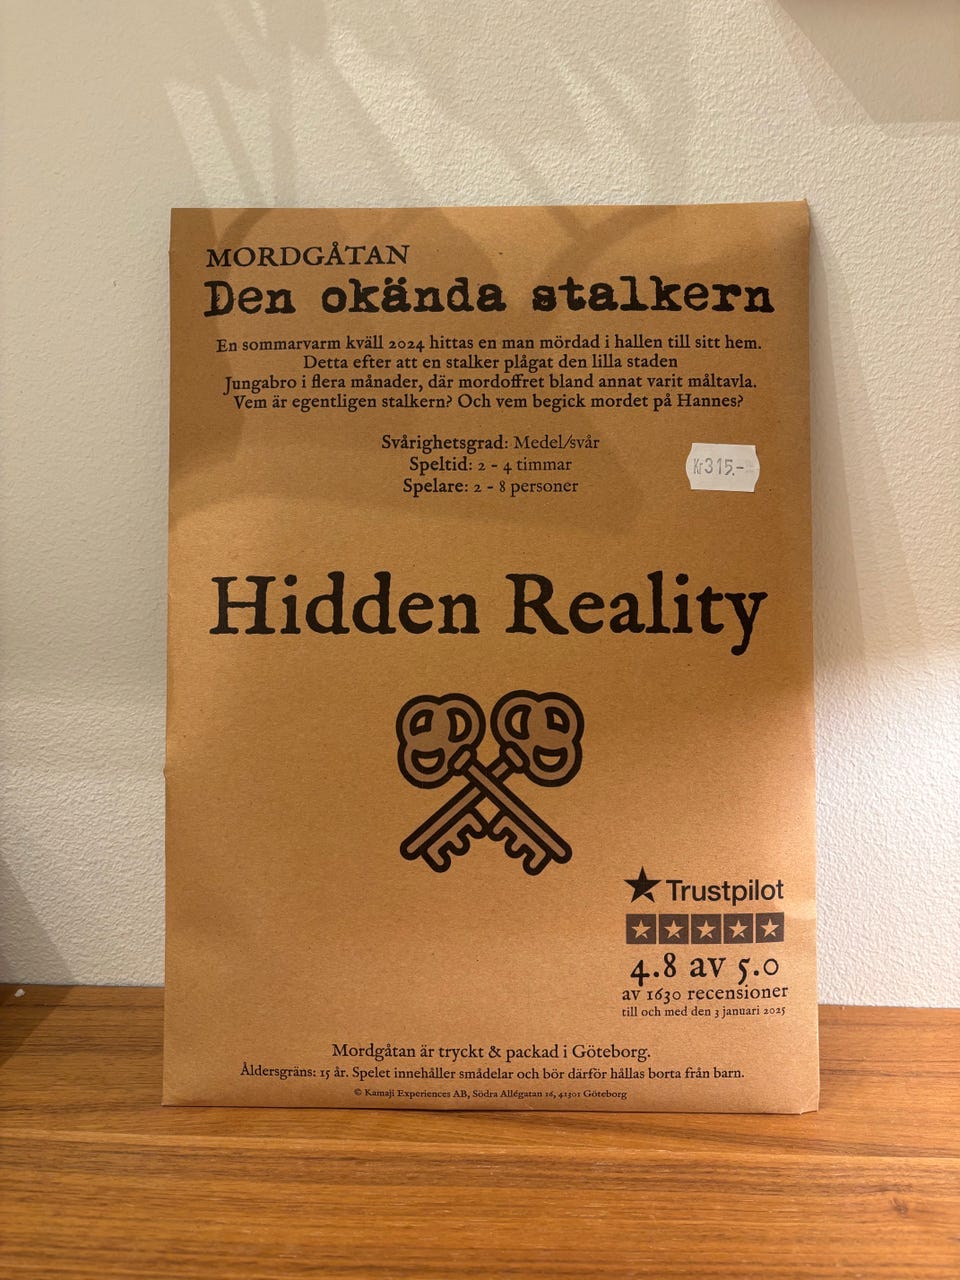 MORDGÅTAN
Den okända stalkern
En sommarvarm kväll 2024 hittas en man mördad i hallen till sitt hem.
Detta efter att en stalker plågat den lilla staden
Jungabro i flera månader, där mordoffret bland annat varit måltavla.
Vem är egentligen stalkern? Och vem begick mordet på Hannes?
Svårighetsgrad: Medel/svår
Speltid: 2 - 4 timmar
Spelare: 2 - 8 personer
Kr315.-
Hidden Reality
Trustpilot
4.8 av 5.0
av 1630 recensioner
till och med den 3 januari 2025
Mordgåtan är tryckt & packad i Göteborg.
Åldersgräns: 15 år. Spelet innehåller smådelar och bör därför hållas borta från barn.
© Kamaji Experiences AB, Södra Allégatan 16, 41301 Göteborg